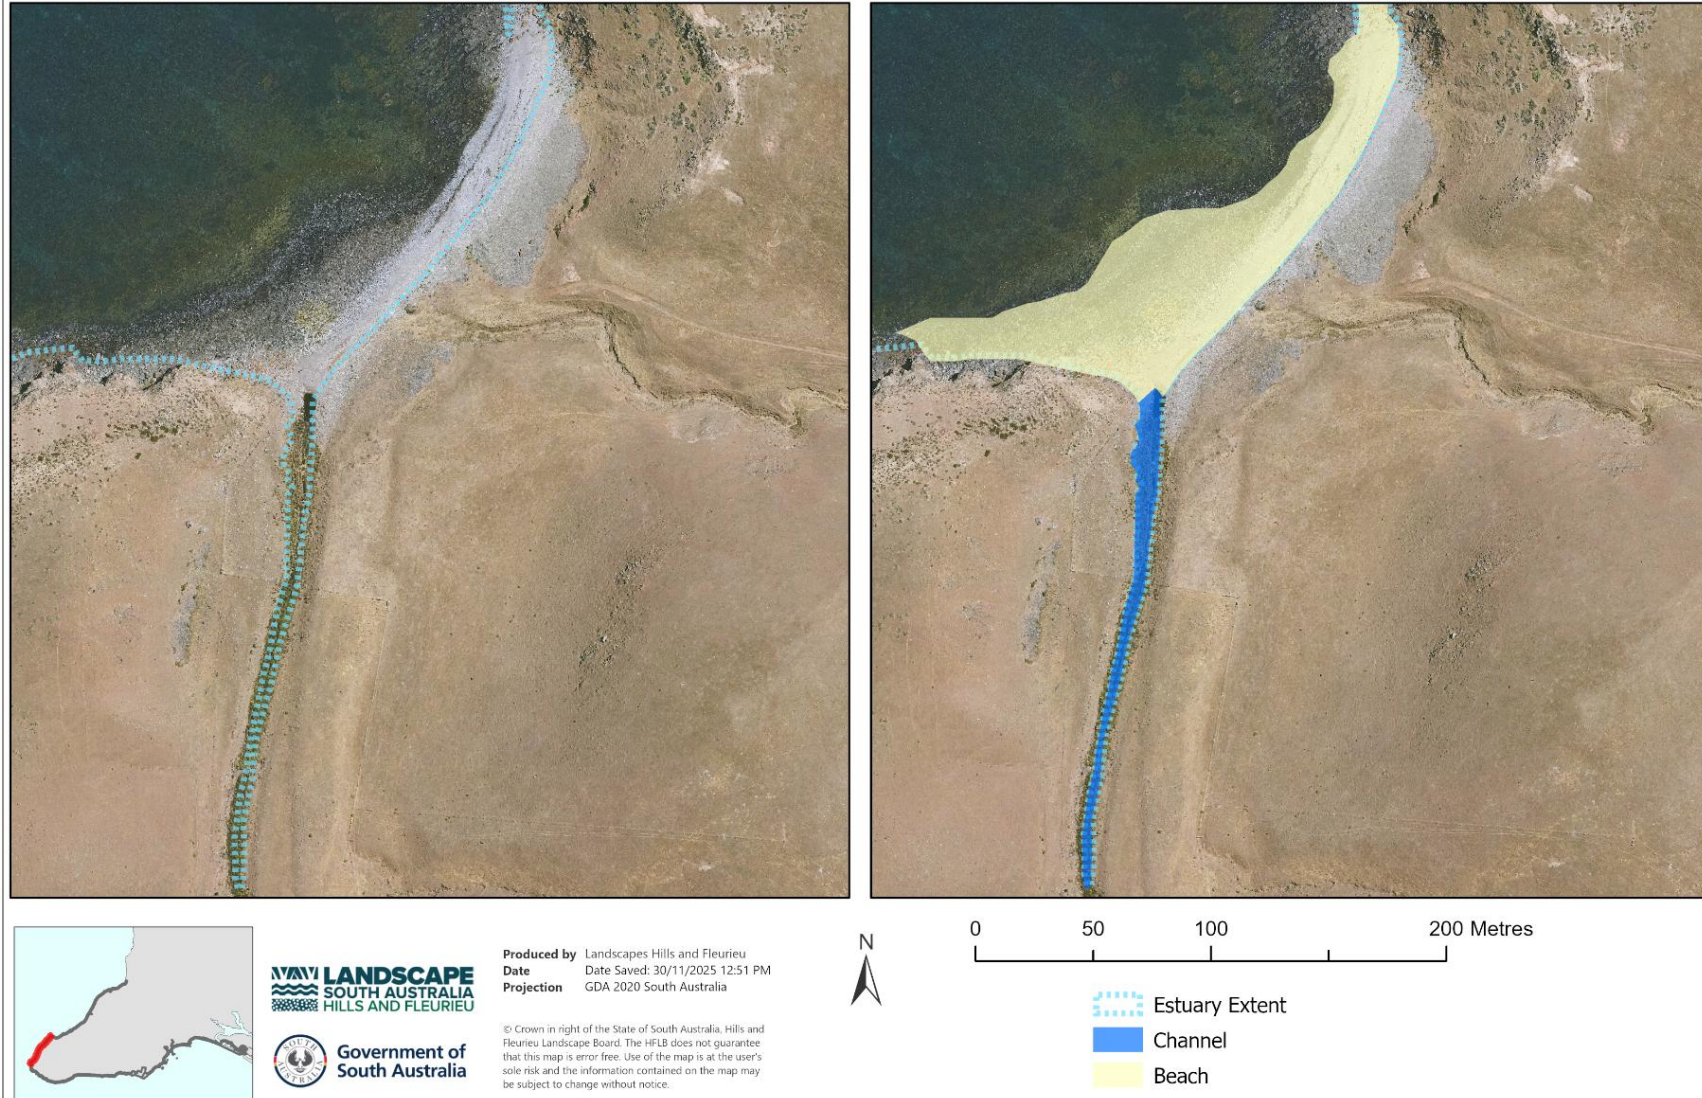 LANDSCAPE
SOUTH AUSTRALIA
HILLS AND FLEURIEU
SOUTH
AUSTRALIA
Government of
South Australia
Produced by Landscapes Hills and Fleurieu
Date Date Saved: 30/11/2025 12:51 PM
Projection GDA 2020 South Australia
© Crown in right of the State of South Australia, Hills and
Fleurieu Landscape Board. The HFLB does not guarantee
that this map is error free. Use of the map is at the user's
sole risk and the information contained on the map may
be subject to change without notice.
N
0 50 100 200 Metres
Estuary Extent
Channel
Beach